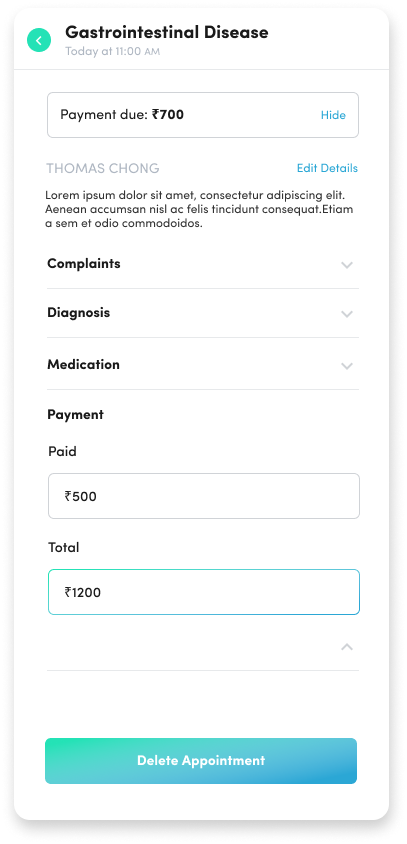 Gastrointestinal Disease
Today at 11:00 AM
Payment due: ₹700
Hide
THOMAS CHONG
Edit Details
Lorem ipsum dolor sit amet, consectetur adipiscing elit.
Aenean accumsan nisl ac felis tincidunt consequat.Etiam
a sem et odio commodoidos.
Complaints
Diagnosis
Medication
Payment
Paid
₹500
Total
₹1200
Delete Appointment